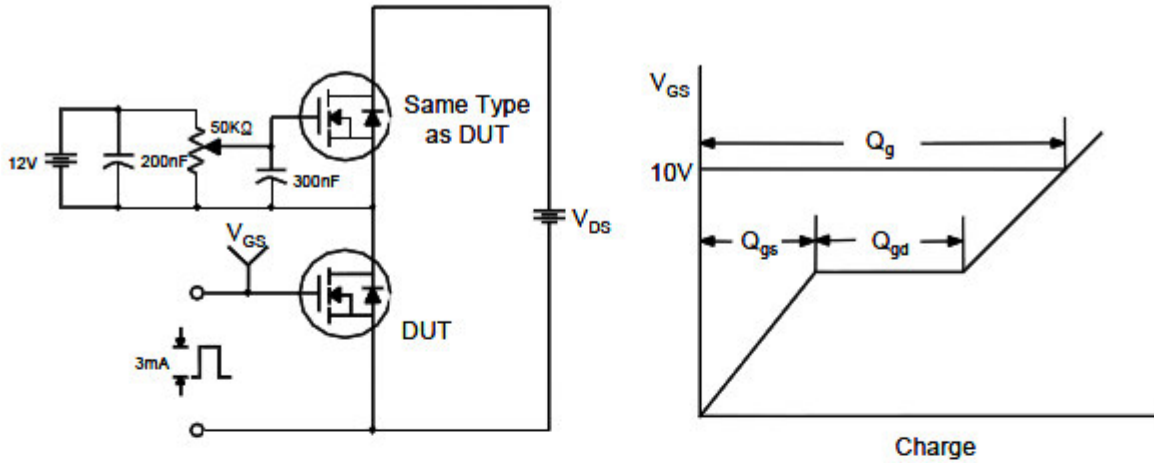 12V
200nF
50KΩ
300nF
Same Type
as DUT
VDS
VGS
DUT
3mA
VGS
10V
Qg
Qgs
Qgd
Charge